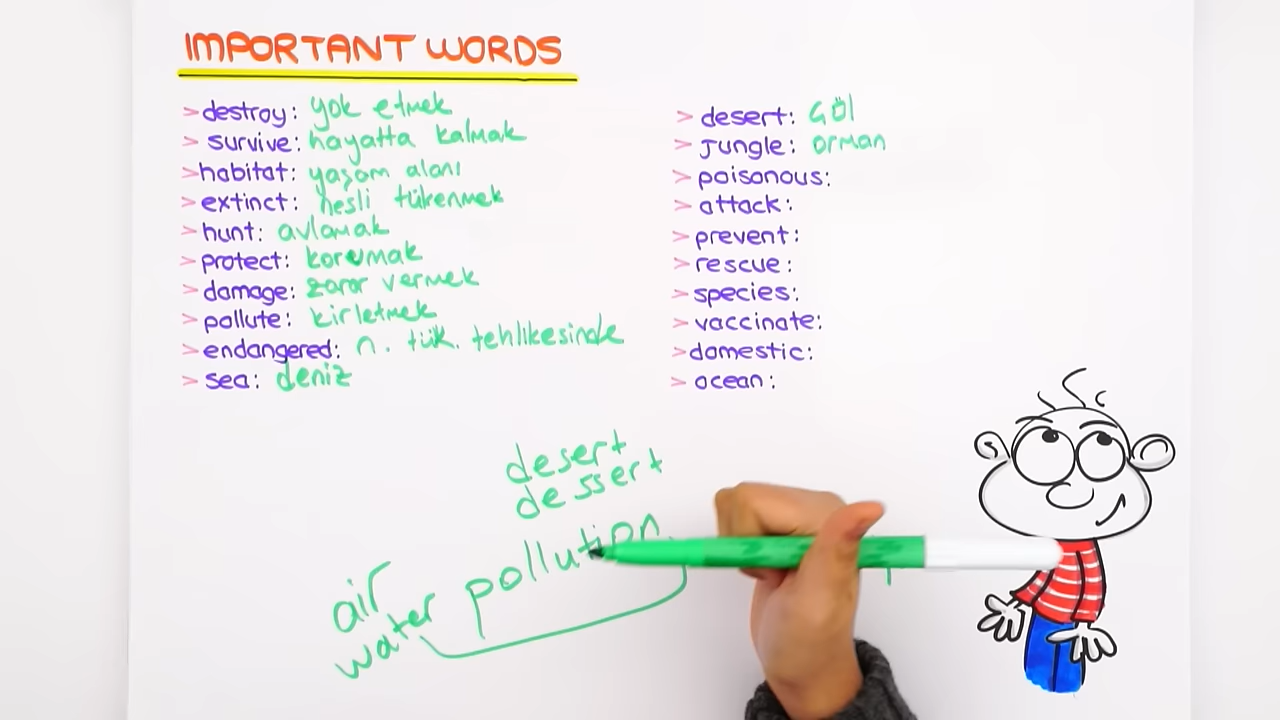 IMPORTANT WORDS
> destroy: yok etmek
> survive: hayatta kalmak
> habitat: yaşam alanı
> extinct: nesli tükenmek
> hunt: avlamak
> protect: korumak
> damage: zarar vermek
> pollute: kirletmek
> endangered: n. tük. tehlikesinde
> sea: deniz
> desert: Göl
> jungle: orman
> poisonous:
> attack:
> prevent:
> rescue:
> species:
> vaccinate:
> domestic:
> ocean:
desert
dessert
air
water pollution